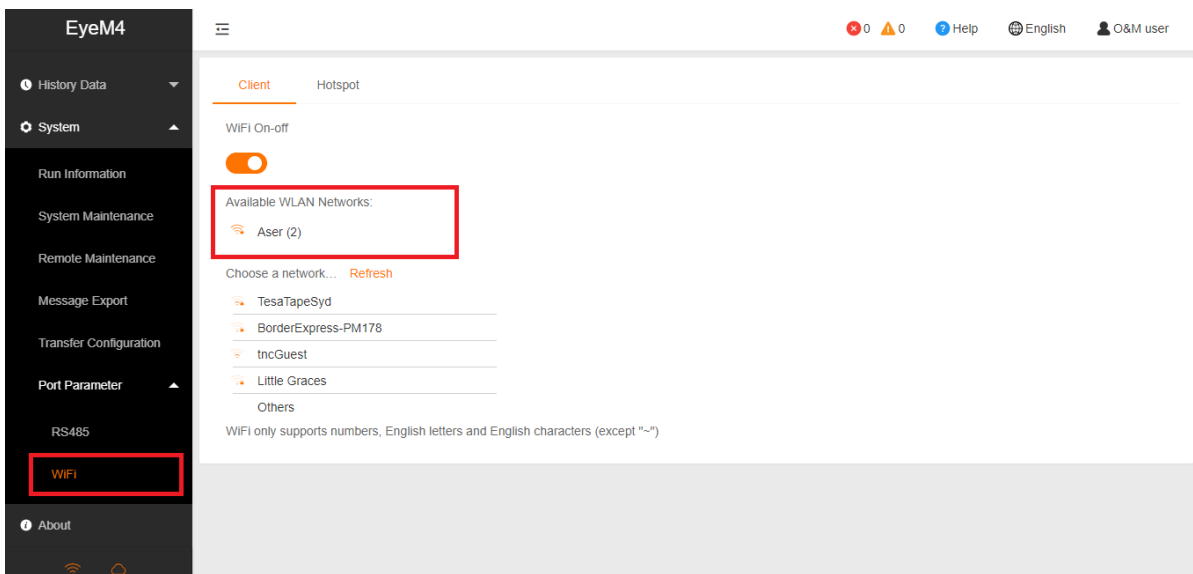 EyeM4
0 0 Help English O&M user
History Data
System
Run Information
System Maintenance
Remote Maintenance
Message Export
Transfer Configuration
Port Parameter
RS485
WiFi
About
Client Hotspot
WiFi On-off
Available WLAN Networks:
Aser (2)
Choose a network... Refresh
TesaTapeSyd
BorderExpress-PM178
tncGuest
Little Graces
Others
WiFi only supports numbers, English letters and English characters (except "~")